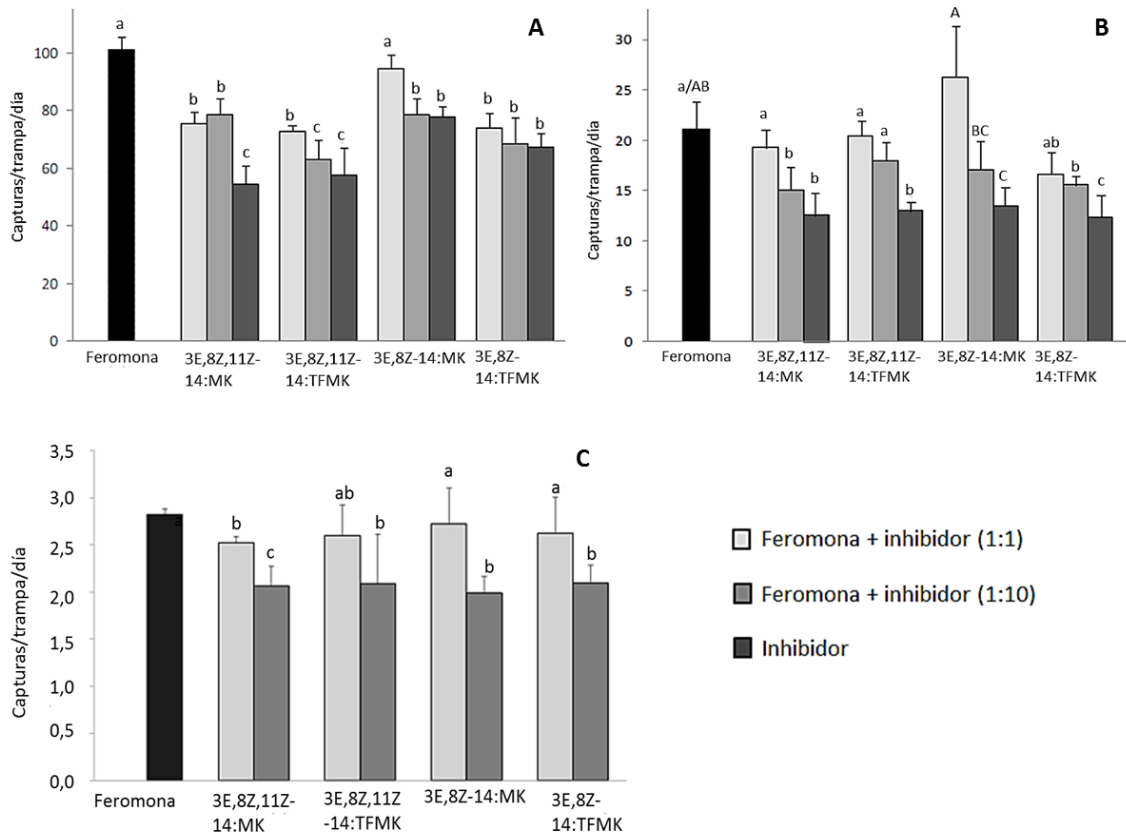 A
Capturas/trampa/día
100
80
60
40
20
0
a
b
b
c
b
c
c
a
b
b
b
b
b
Feromona
3E,8Z,11Z-
14:MK
3E,8Z,11Z-
14:TFMK
3E,8Z-14:MK
3E,8Z-
14:TFMK
B
Capturas/trampa/día
30
25
20
15
10
5
0
a/AB
a
b
b
a
a
b
A
BC
C
ab
b
c
Feromona
3E,8Z,11Z-
14:MK
3E,8Z,11Z-
14:TFMK
3E,8Z-14:MK
3E,8Z-
14:TFMK
C
Capturas/trampa/día
3,5
3,0
2,5
2,0
1,5
1,0
0,5
0,0
a
b
c
ab
b
a
b
a
b
Feromona
3E,8Z,11Z-
14:MK
3E,8Z,11Z
-14:TFMK
3E,8Z-14:MK
3E,8Z-
14:TFMK
Feromona + inhibidor (1:1)
Feromona + inhibidor (1:10)
Inhibidor